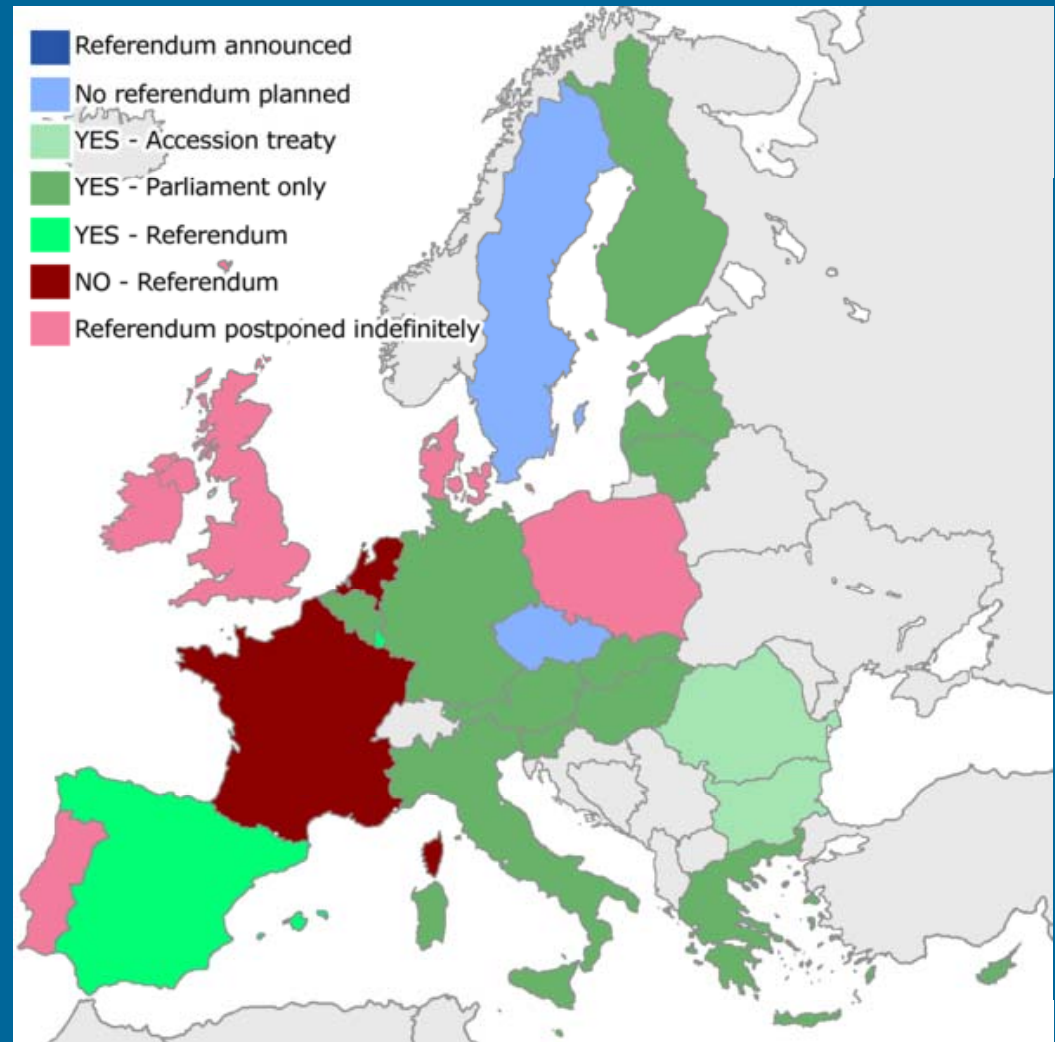 Referendum announced
No referendum planned
YES - Accession treaty
YES - Parliament only
YES - Referendum
NO - Referendum
Referendum postponed indefinitely